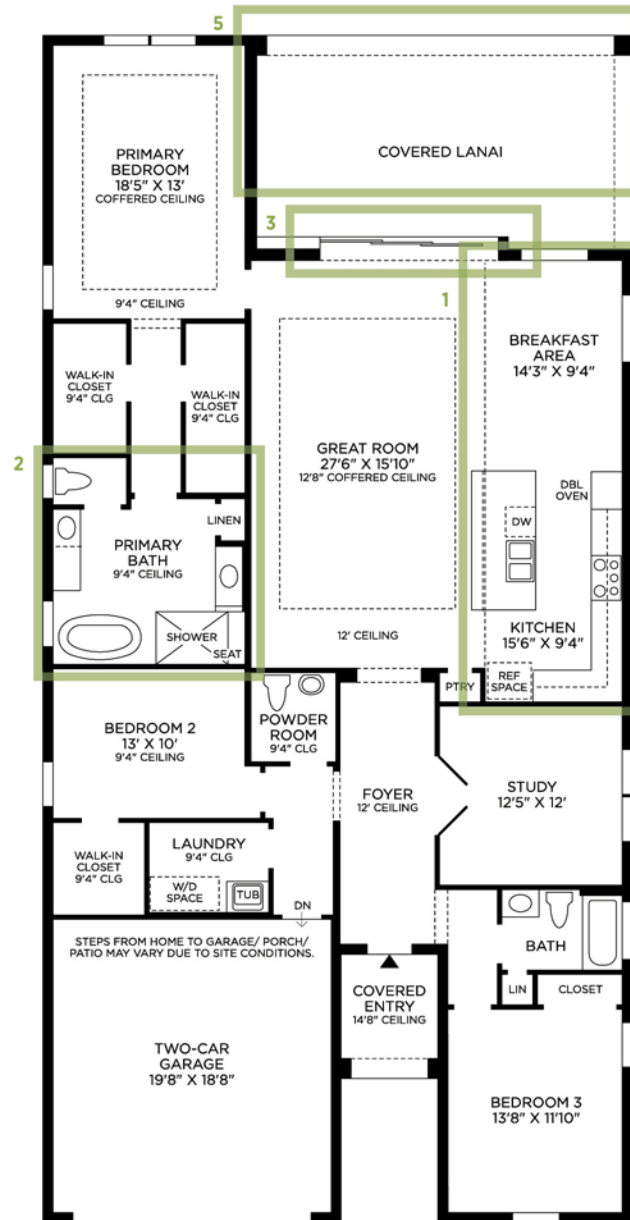 5
COVERED LANAI
PRIMARY
BEDROOM
18'5" X 13'
COFFERED CEILING
9'4" CEILING
3
1
BREAKFAST
AREA
14'3" X 9'4"
WALK-IN
CLOSET
9'4" CLG
WALK-IN
CLOSET
9'4" CLG
GREAT ROOM
27'6" X 15'10"
12'8" COFFERED CEILING
2
DBL
OVEN
LINEN
DW
PRIMARY
BATH
9'4" CEILING
SHOWER
SEAT
12' CEILING
KITCHEN
15'6" X 9'4"
REF
SPACE
PTRY
BEDROOM 2
13' X 10'
9'4" CEILING
POWDER
ROOM
9'4" CLG
FOYER
12' CEILING
STUDY
12'5" X 12'
WALK-IN
CLOSET
9'4" CLG
LAUNDRY
9'4" CLG
W/D
SPACE
TUB
DN
STEPS FROM HOME TO GARAGE/ PORCH/
PATIO MAY VARY DUE TO SITE CONDITIONS.
BATH
LIN
CLOSET
COVERED
ENTRY
14'8" CEILING
TWO-CAR
GARAGE
19'8" X 18'8"
BEDROOM 3
13'8" X 11'10"